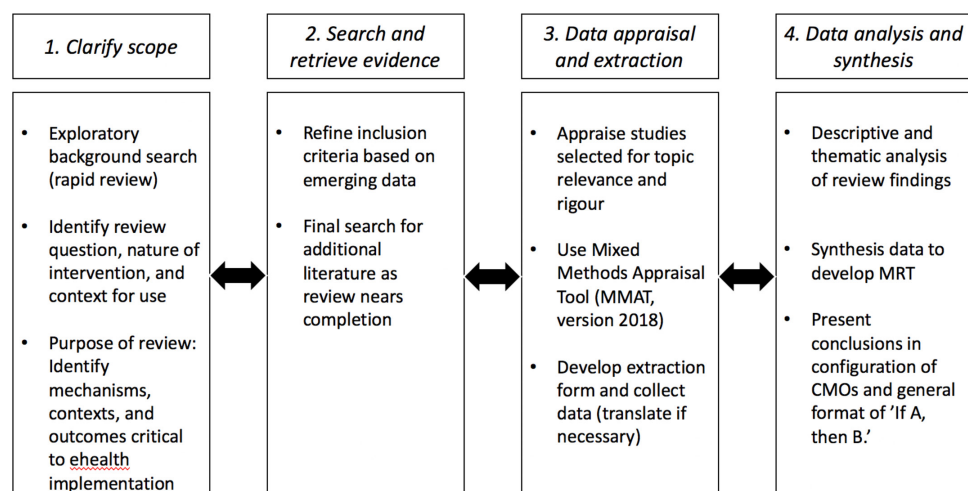 1. Clarify scope
• Exploratory
background search
(rapid review)
• Identify review
question, nature of
intervention, and
context for use
• Purpose of review:
Identify
mechanisms,
contexts, and
outcomes critical
to ehealth
implementation
2. Search and
retrieve evidence
• Refine inclusion
criteria based on
emerging data
• Final search for
additional
literature as
review nears
completion
3. Data appraisal
and extraction
• Appraise studies
selected for topic
relevance and
rigour
• Use Mixed
Methods Appraisal
Tool (MMAT,
version 2018)
• Develop extraction
form and collect
data (translate if
necessary)
4. Data analysis and
synthesis
• Descriptive and
thematic analysis
of review findings
• Synthesis data to
develop MRT
• Present
conclusions in
configuration of
CMOs and general
format of 'If A,
then B.'